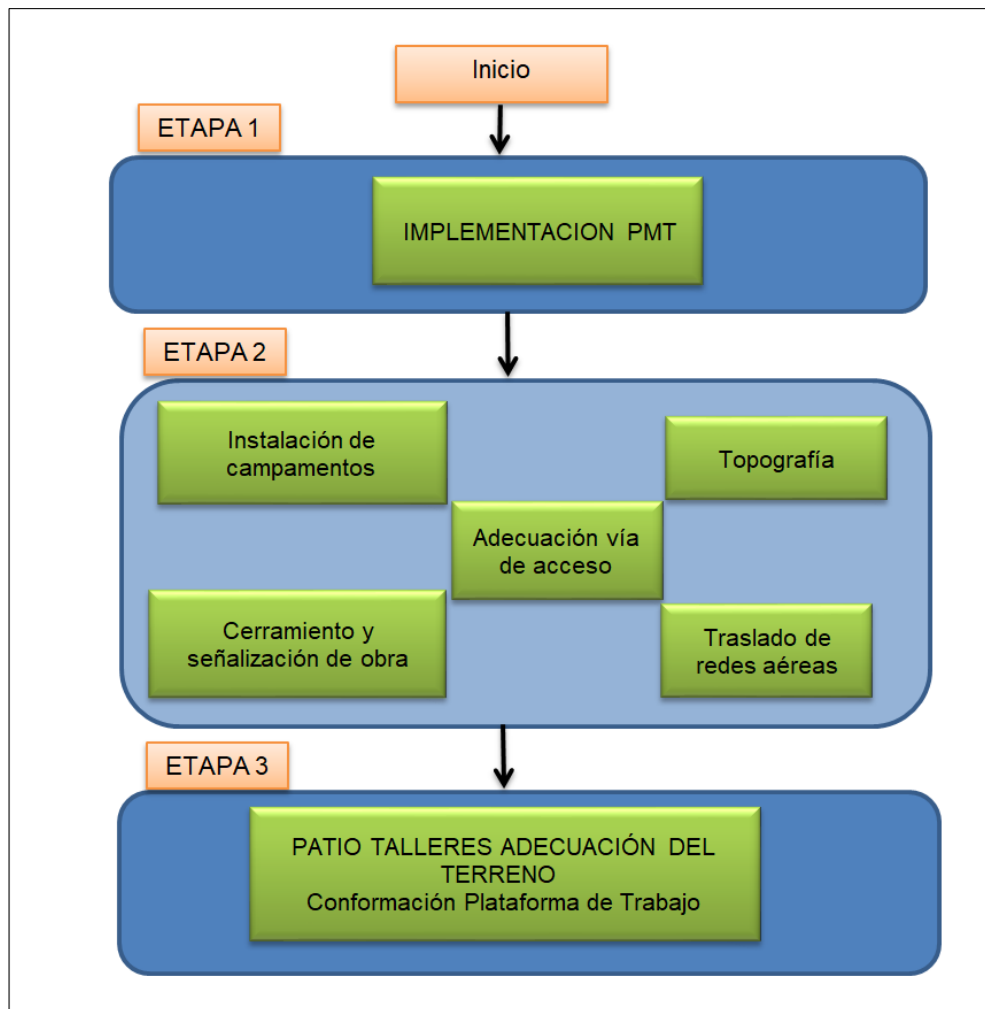 Inicio
ETAPA 1
IMPLEMENTACION PMT
ETAPA 2
Instalación de
campamentos
Topografía
Adecuación vía
de acceso
Cerramiento y
señalización de obra
Traslado de
redes aéreas
ETAPA 3
PATIO TALLERES ADECUACIÓN DEL
TERRENO
Conformación Plataforma de Trabajo